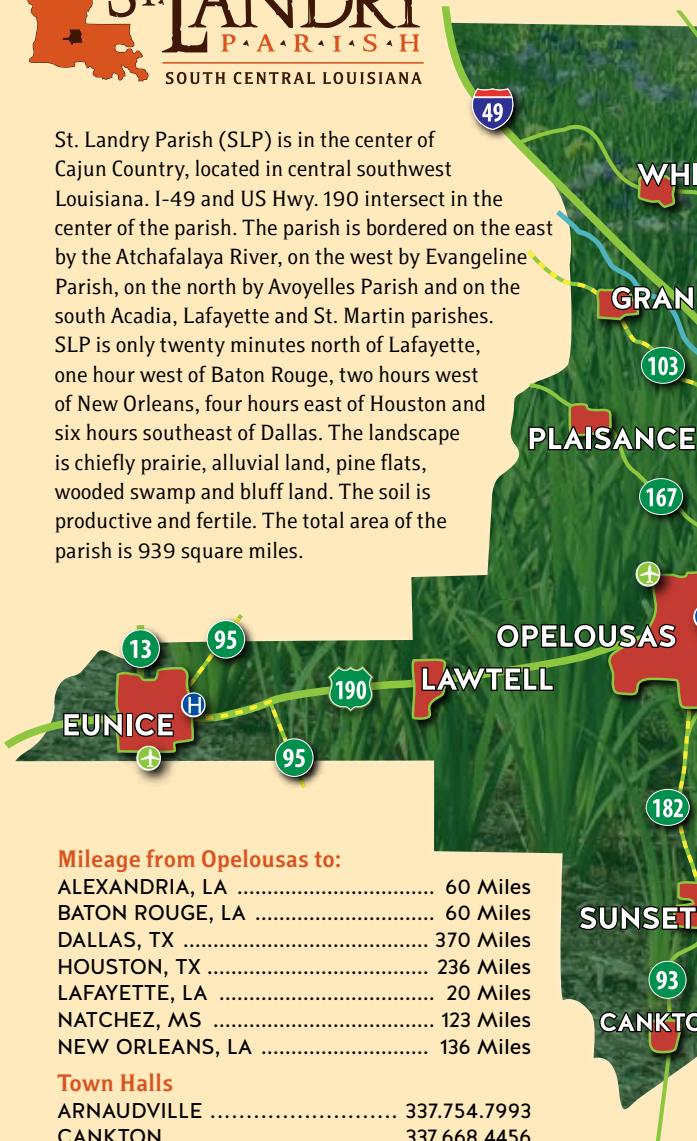 ST. LANDRY
P·A·R·I·S·H
SOUTH CENTRAL LOUISIANA
St. Landry Parish (SLP) is in the center of
Cajun Country, located in central southwest
Louisiana. I-49 and US Hwy. 190 intersect in the
center of the parish. The parish is bordered on the east
by the Atchafalaya River, on the west by Evangeline
Parish, on the north by Avoyelles Parish and on the
south Acadia, Lafayette and St. Martin parishes.
SLP is only twenty minutes north of Lafayette,
one hour west of Baton Rouge, two hours west
of New Orleans, four hours east of Houston and
six hours southeast of Dallas. The landscape
is chiefly prairie, alluvial land, pine flats,
wooded swamp and bluff land. The soil is
productive and fertile. The total area of the
parish is 939 square miles.
49
WHI
GRAN
103
PLAISANCE
167
OPELOUSAS
13
95
190
LAWTELL
H
EUNICE
95
182
SUNSET
93
CANKTO
Mileage from Opelousas to:
ALEXANDRIA, LA .................................. 60 Miles
BATON ROUGE, LA ............................... 60 Miles
DALLAS, TX .......................................... 370 Miles
HOUSTON, TX ...................................... 236 Miles
LAFAYETTE, LA ..................................... 20 Miles
NATCHEZ, MS ...................................... 123 Miles
NEW ORLEANS, LA ............................. 136 Miles
Town Halls
ARNAUDVILLE .......................... 337.754.7993
CANKTON 337.668.4456